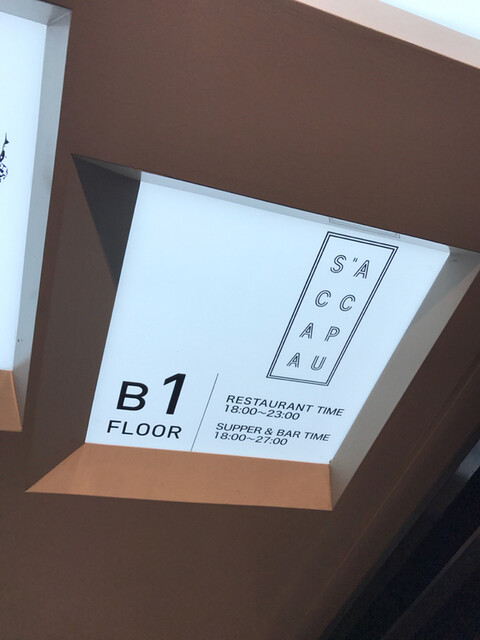 S"A
CC
AP
AU
B1
FLOOR
RESTAURANT TIME
18:00~23:00
SUPPER & BAR TIME
18:00~27:00